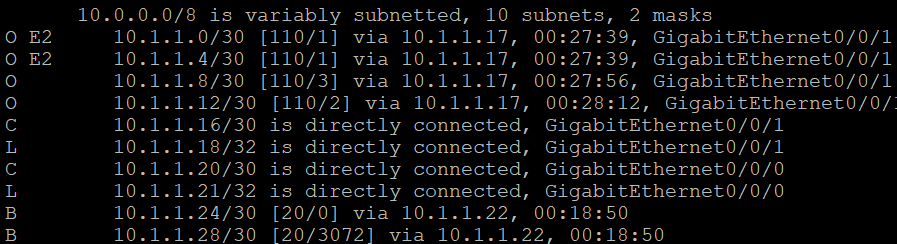 10.0.0.0/8 is variably subnetted, 10 subnets, 2 masks
O E2 10.1.1.0/30 [110/1] via 10.1.1.17, 00:27:39, GigabitEthernet0/0/1
O E2 10.1.1.4/30 [110/1] via 10.1.1.17, 00:27:39, GigabitEthernet0/0/1
O 10.1.1.8/30 [110/3] via 10.1.1.17, 00:27:56, GigabitEthernet0/0/1
O 10.1.1.12/30 [110/2] via 10.1.1.17, 00:28:12, GigabitEthernet0/0/1
C 10.1.1.16/30 is directly connected, GigabitEthernet0/0/1
L 10.1.1.18/32 is directly connected, GigabitEthernet0/0/1
C 10.1.1.20/30 is directly connected, GigabitEthernet0/0/0
L 10.1.1.21/32 is directly connected, GigabitEthernet0/0/0
B 10.1.1.24/30 [20/0] via 10.1.1.22, 00:18:50
B 10.1.1.28/30 [20/3072] via 10.1.1.22, 00:18:50